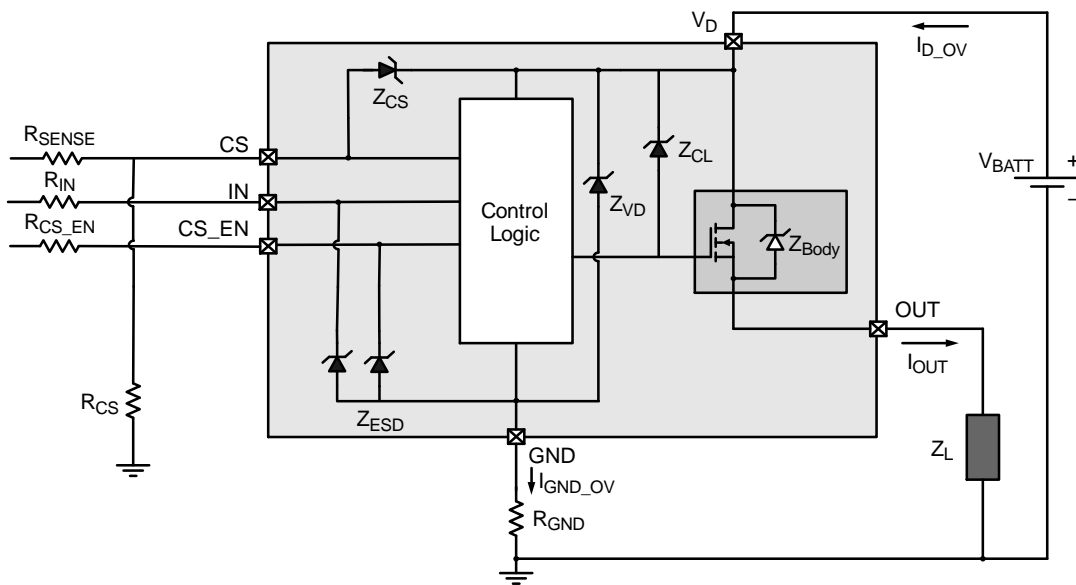 V_D
I_D_OV
Z_CS
R_SENSE
CS
Z_CL
V_BATT
+
−
R_IN
IN
Z_VD
R_CS_EN
CS_EN
Control
Logic
Z_Body
OUT
I_OUT
R_CS
Z_ESD
Z_L
GND
I_GND_OV
R_GND